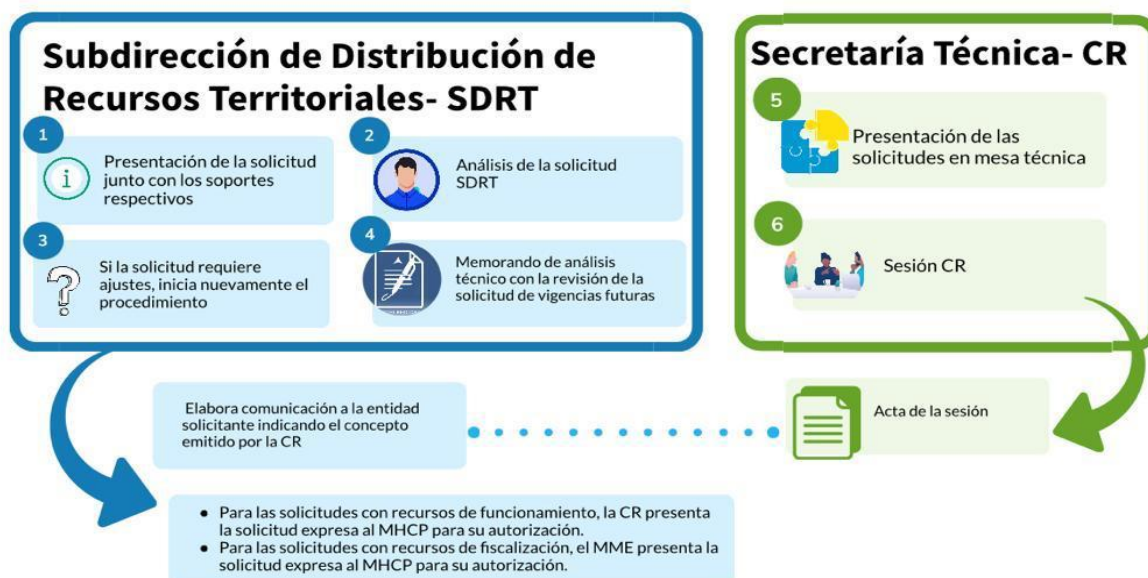 Subdirección de Distribución de
Recursos Territoriales- SDRT
1
Presentación de la solicitud
junto con los soportes
respectivos
2
Análisis de la solicitud
SDRT
3
Si la solicitud requiere
ajustes, inicia nuevamente el
procedimiento
4
Memorando de análisis
técnico con la revisión de la
solicitud de vigencias futuras
Secretaría Técnica- CR
5
Presentación de las
solicitudes en mesa técnica
6
Sesión CR
Elabora comunicación a la entidad
solicitante indicando el concepto
emitido por la CR
Acta de la sesión
• Para las solicitudes con recursos de funcionamiento, la CR presenta
la solicitud expresa al MHCP para su autorización.
• Para las solicitudes con recursos de fiscalización, el MME presenta la
solicitud expresa al MHCP para su autorización.